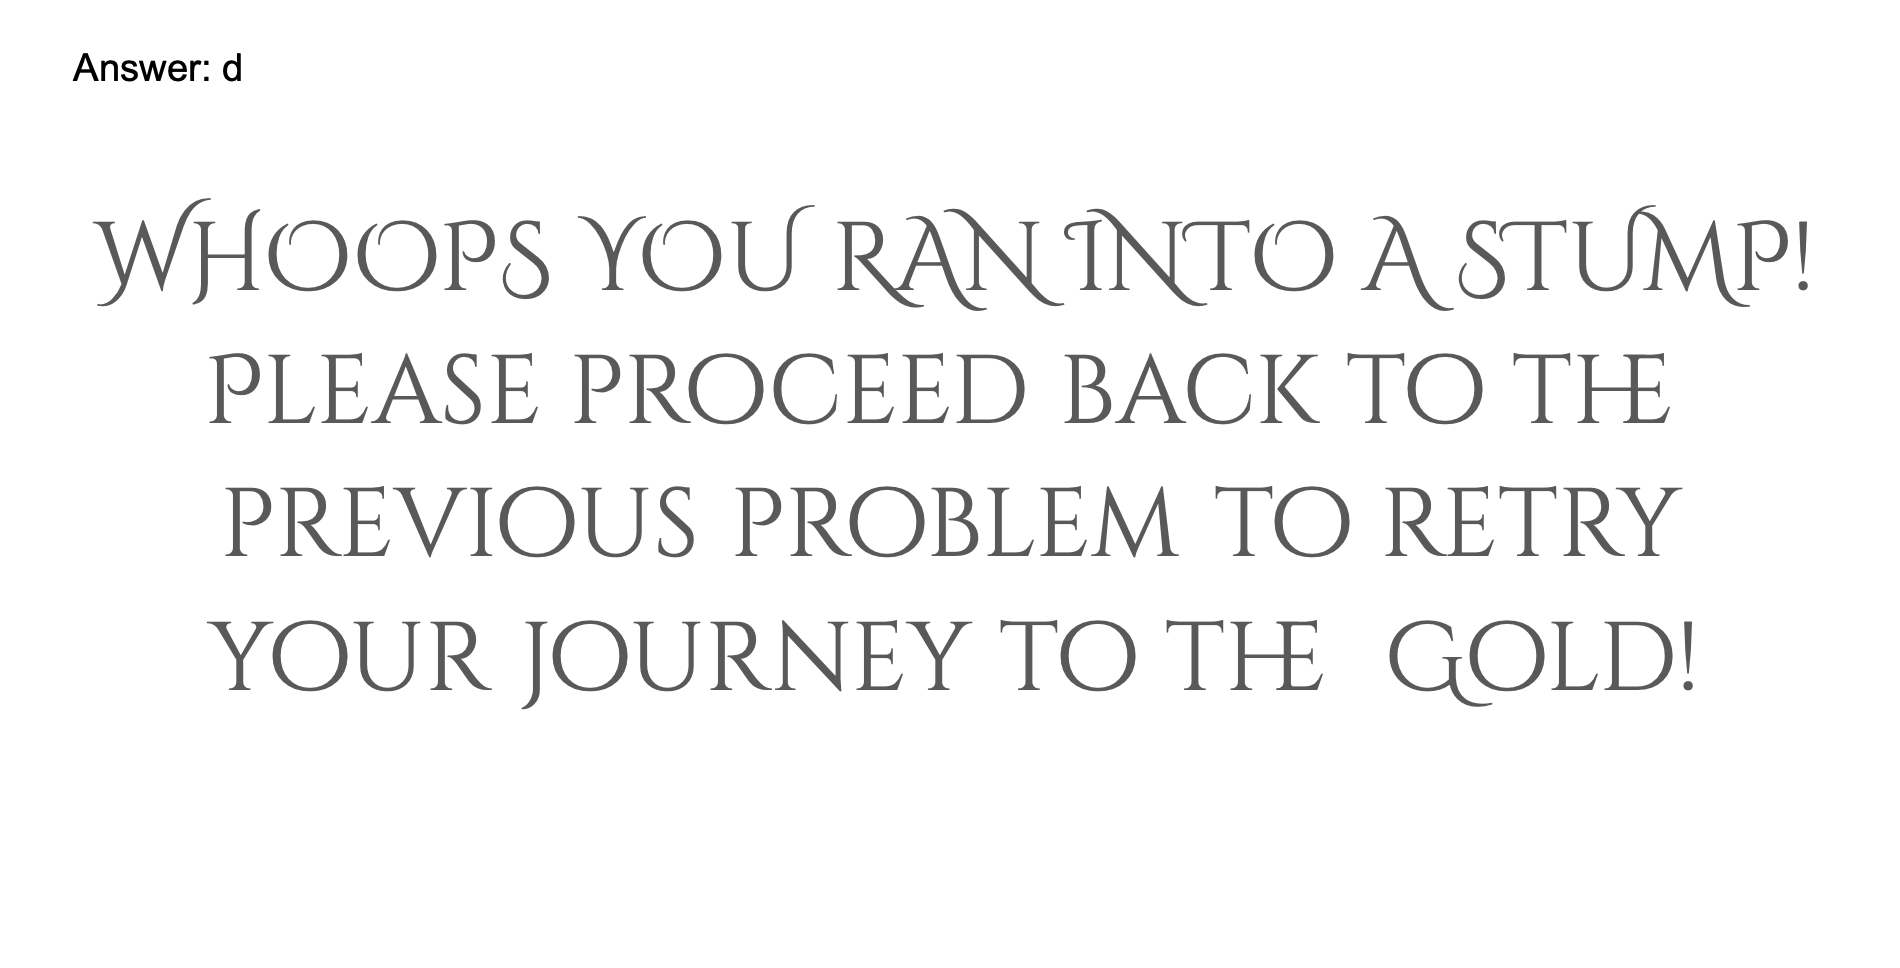 Answer: d
Whoops you ran into a stump!
Please proceed back to the
previous problem to retry
your journey to the Gold!